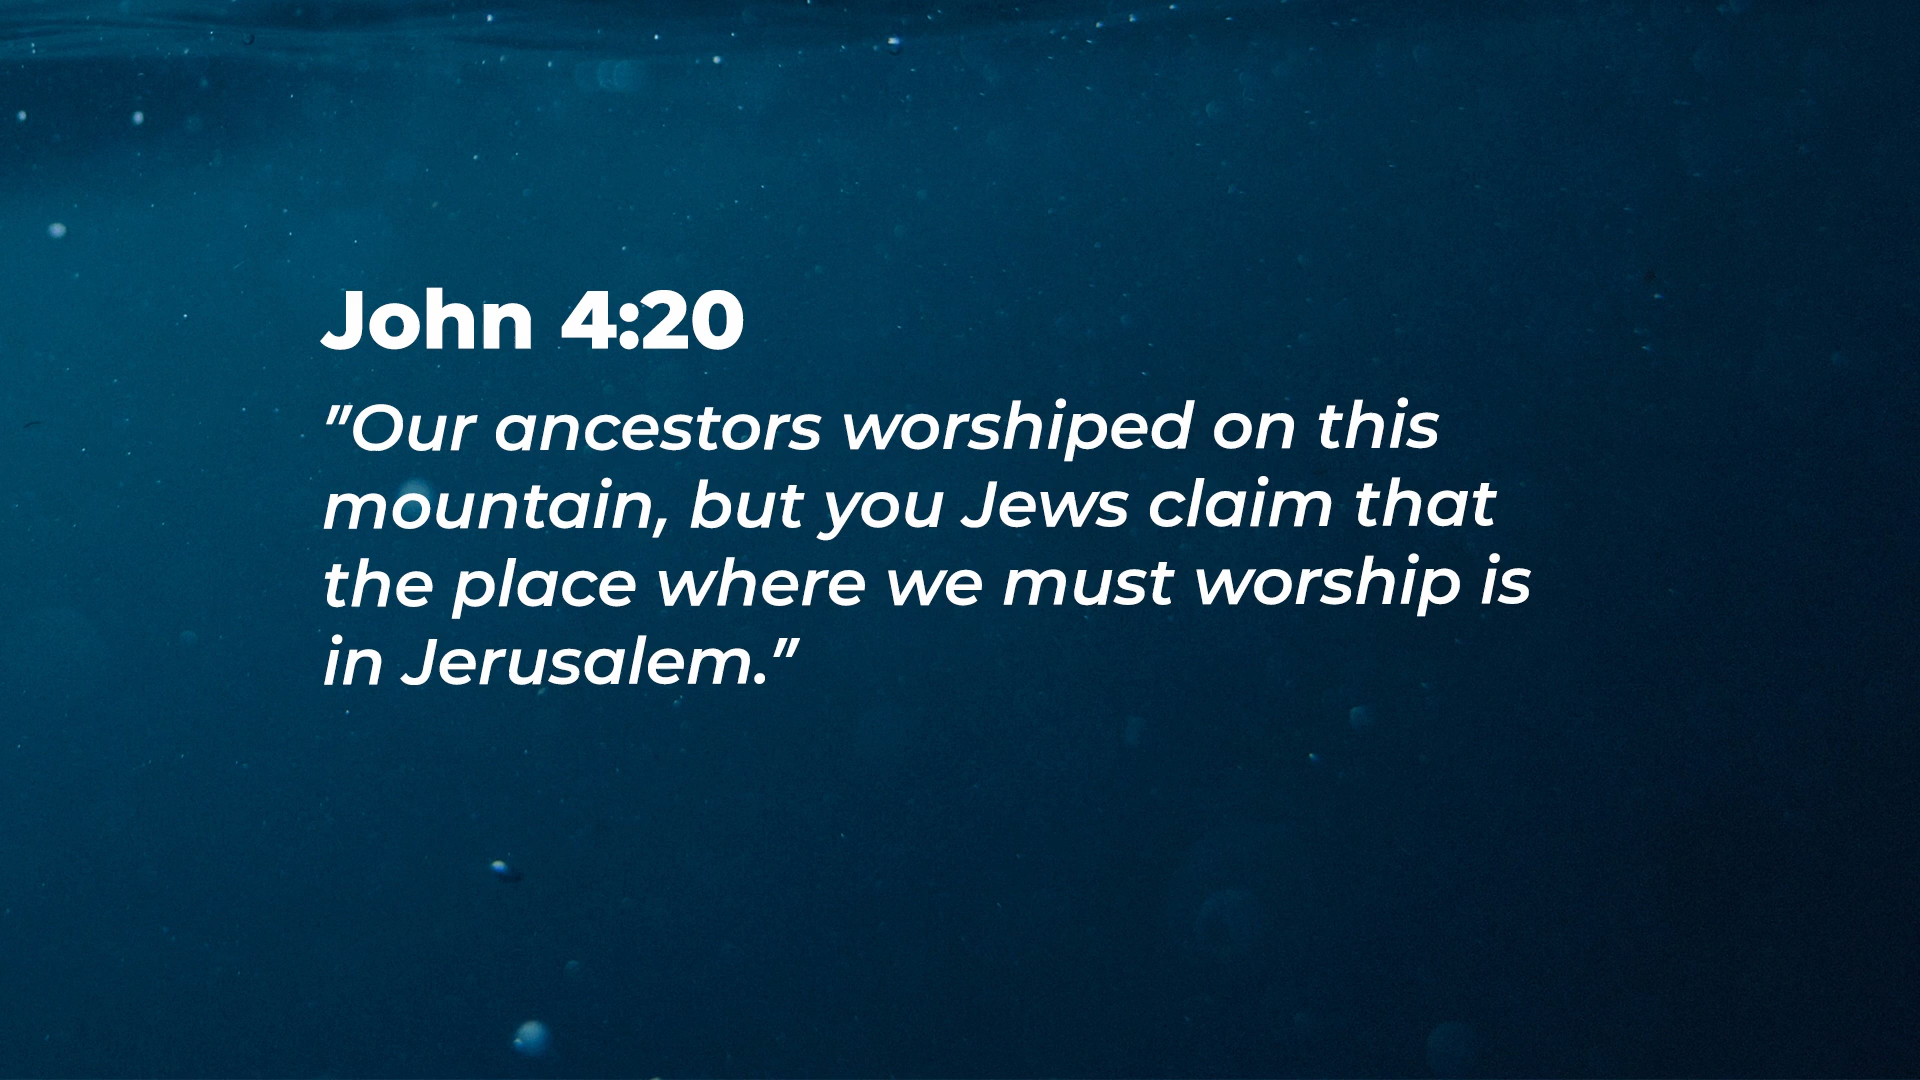 John 4:20
"Our ancestors worshiped on this
mountain, but you Jews claim that
the place where we must worship is
in Jerusalem."